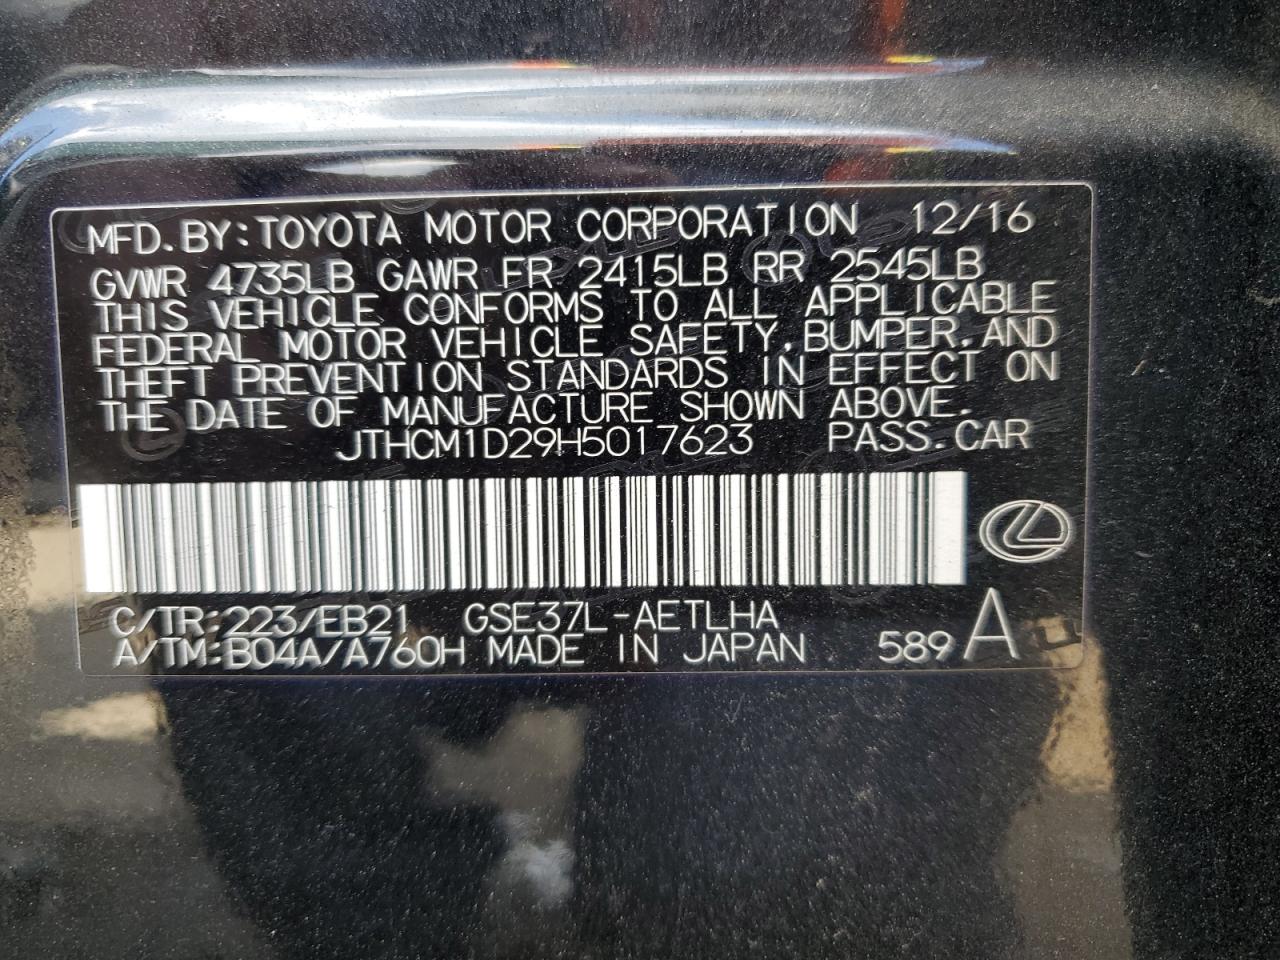 MFD.BY:TOYOTA MOTOR CORPORATION 12/16
GVWR 4735LB GAWR FR 2415LB RR 2545LB
THIS VEHICLE CONFORMS TO ALL APPLICABLE
FEDERAL MOTOR VEHICLE SAFETY,BUMPER,AND
THEFT PREVENTION STANDARDS IN EFFECT ON
THE DATE OF MANUFACTURE SHOWN ABOVE.
JTHCM1D29H5017623 PASS.CAR
C/TR:223/EB21 GSE37L-AETLHA
A/TM:B04A/A760H MADE IN JAPAN 589 A